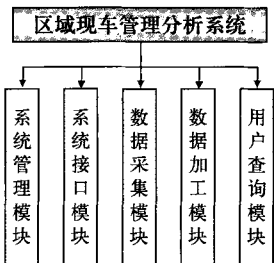 区域现车管理分析系统
系统管理模块
系统接口模块
数据采集模块
数据加工模块
用户查询模块